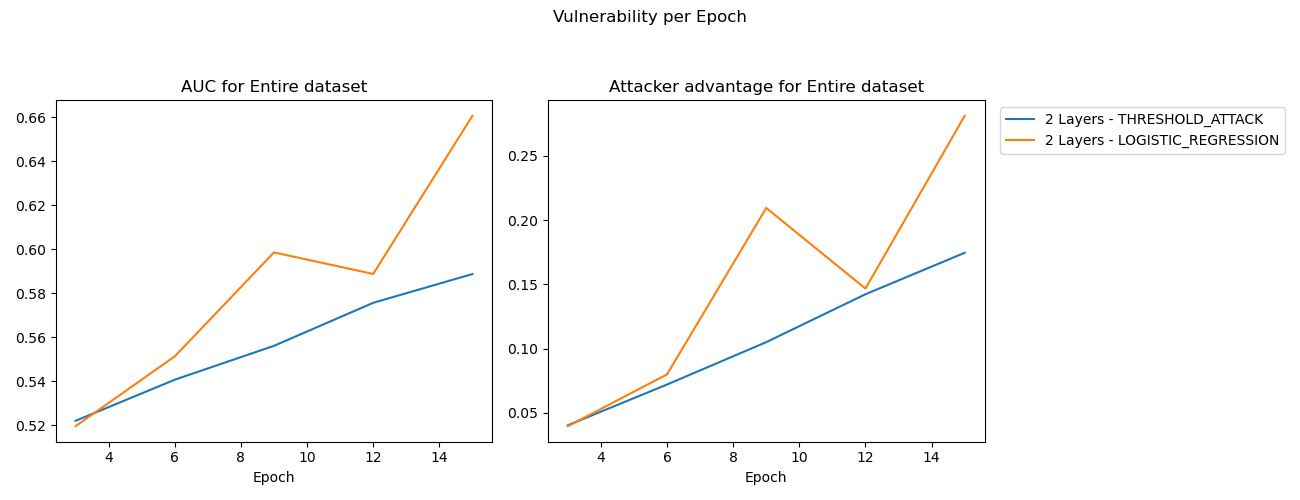 Vulnerability per Epoch
AUC for Entire dataset
0.66
0.64
0.62
0.60
0.58
0.56
0.54
0.52
4 6 8 10 12 14
Epoch
Attacker advantage for Entire dataset
0.25
0.20
0.15
0.10
0.05
4 6 8 10 12 14
Epoch
2 Layers - THRESHOLD_ATTACK
2 Layers - LOGISTIC_REGRESSION